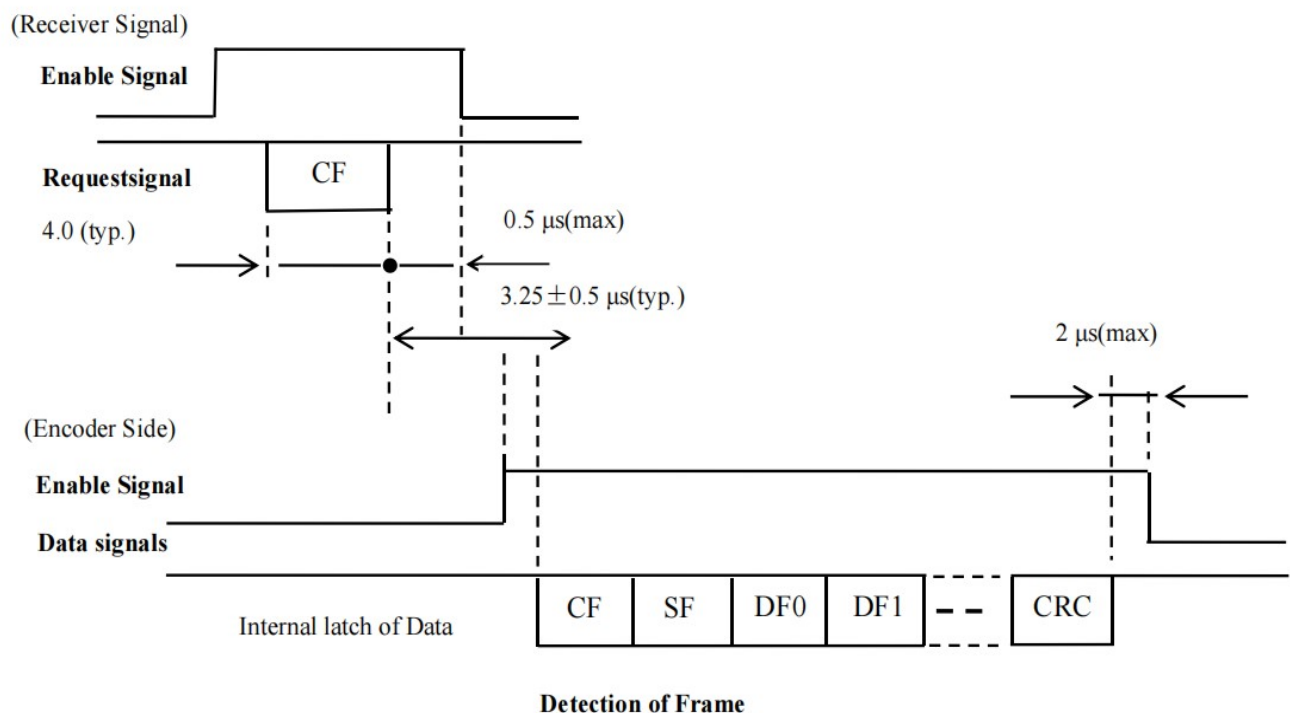 (Receiver Signal)
Enable Signal
Requestsignal
CF
4.0 (typ.)
0.5 μs(max)
3.25±0.5 μs(typ.)
2 μs(max)
(Encoder Side)
Enable Signal
Data signals
Internal latch of Data
CF SF DF0 DF1 CRC
Detection of Frame